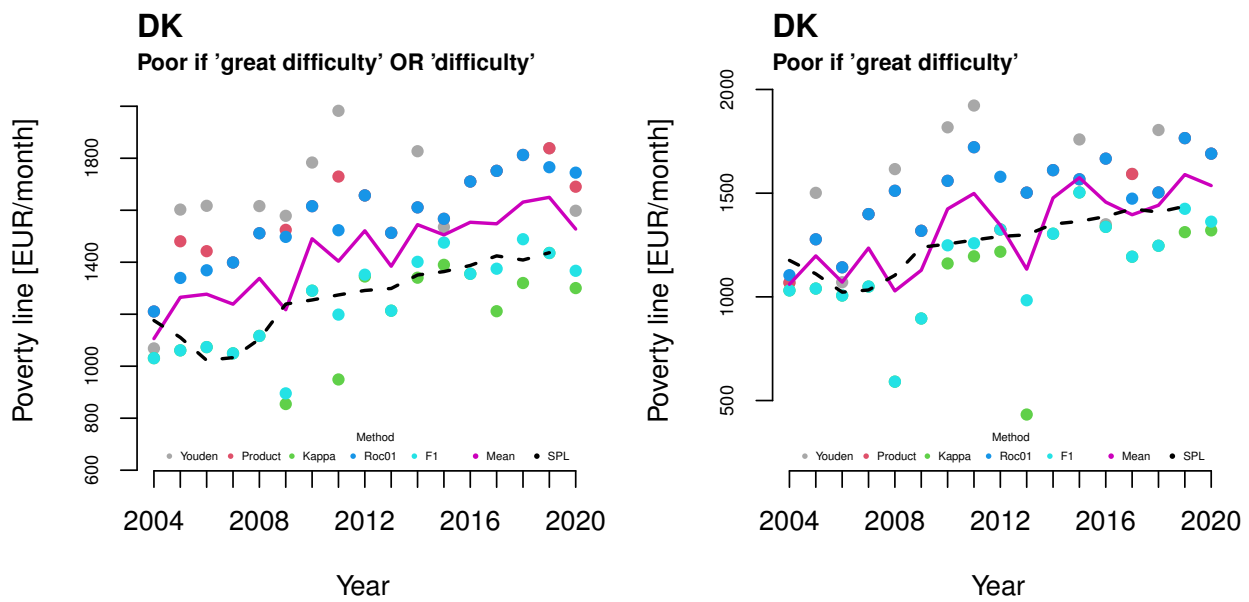 DK
Poor if ’great difficulty’ OR ’difficulty’
Poverty line [EUR/month]
1800
1400
1000
800
600
Method
Youden Product Kappa Roc01 F1 Mean SPL
2004 2008 2012 2016 2020
Year
DK
Poor if ’great difficulty’
Poverty line [EUR/month]
2000
1500
1000
500
Method
Youden Product Kappa Roc01 F1 Mean SPL
2004 2008 2012 2016 2020
Year